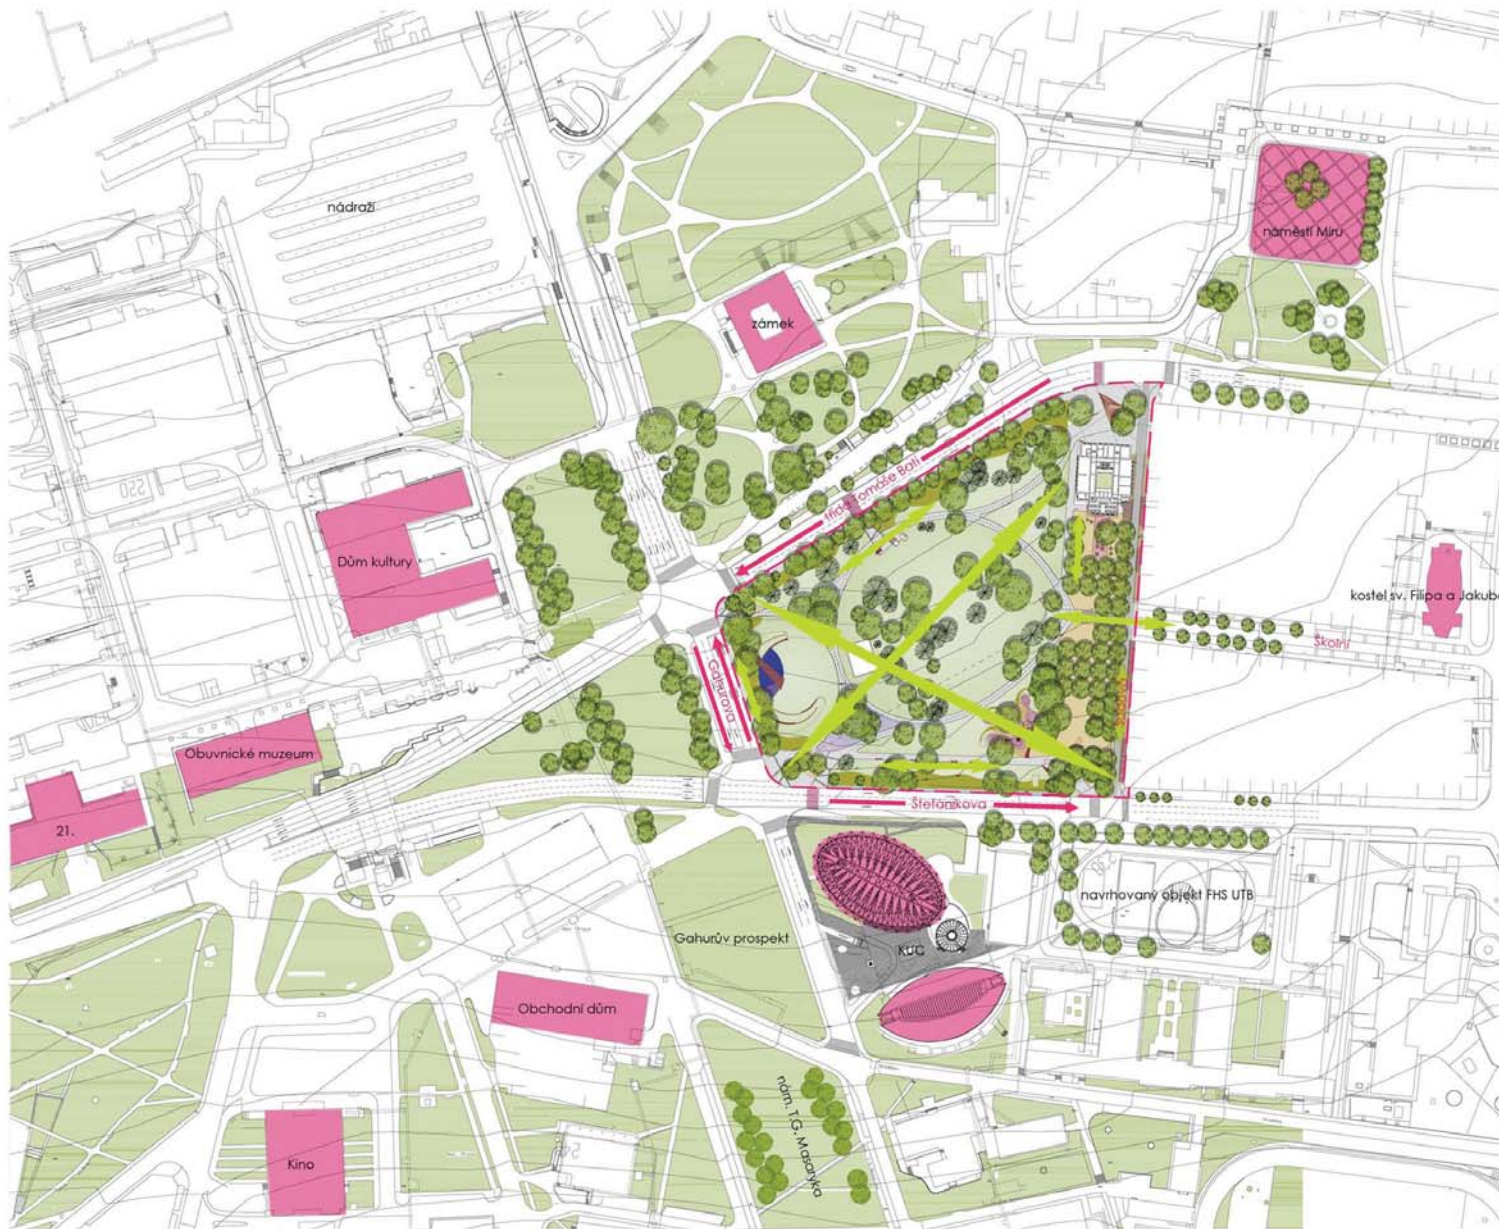 nádraží
náměstí Míru
zámek
třída Tomáše Bati
Dům kultury
kostel sv. Filipa a Jakuba
Školní
Gahurova
Obuvnické muzeum
Štefánikova
21.
navrhovaný objekt FHS UTB
Gahurův prospekt
KUC
Obchodní dům
nám. T.G. Masaryka
Kino